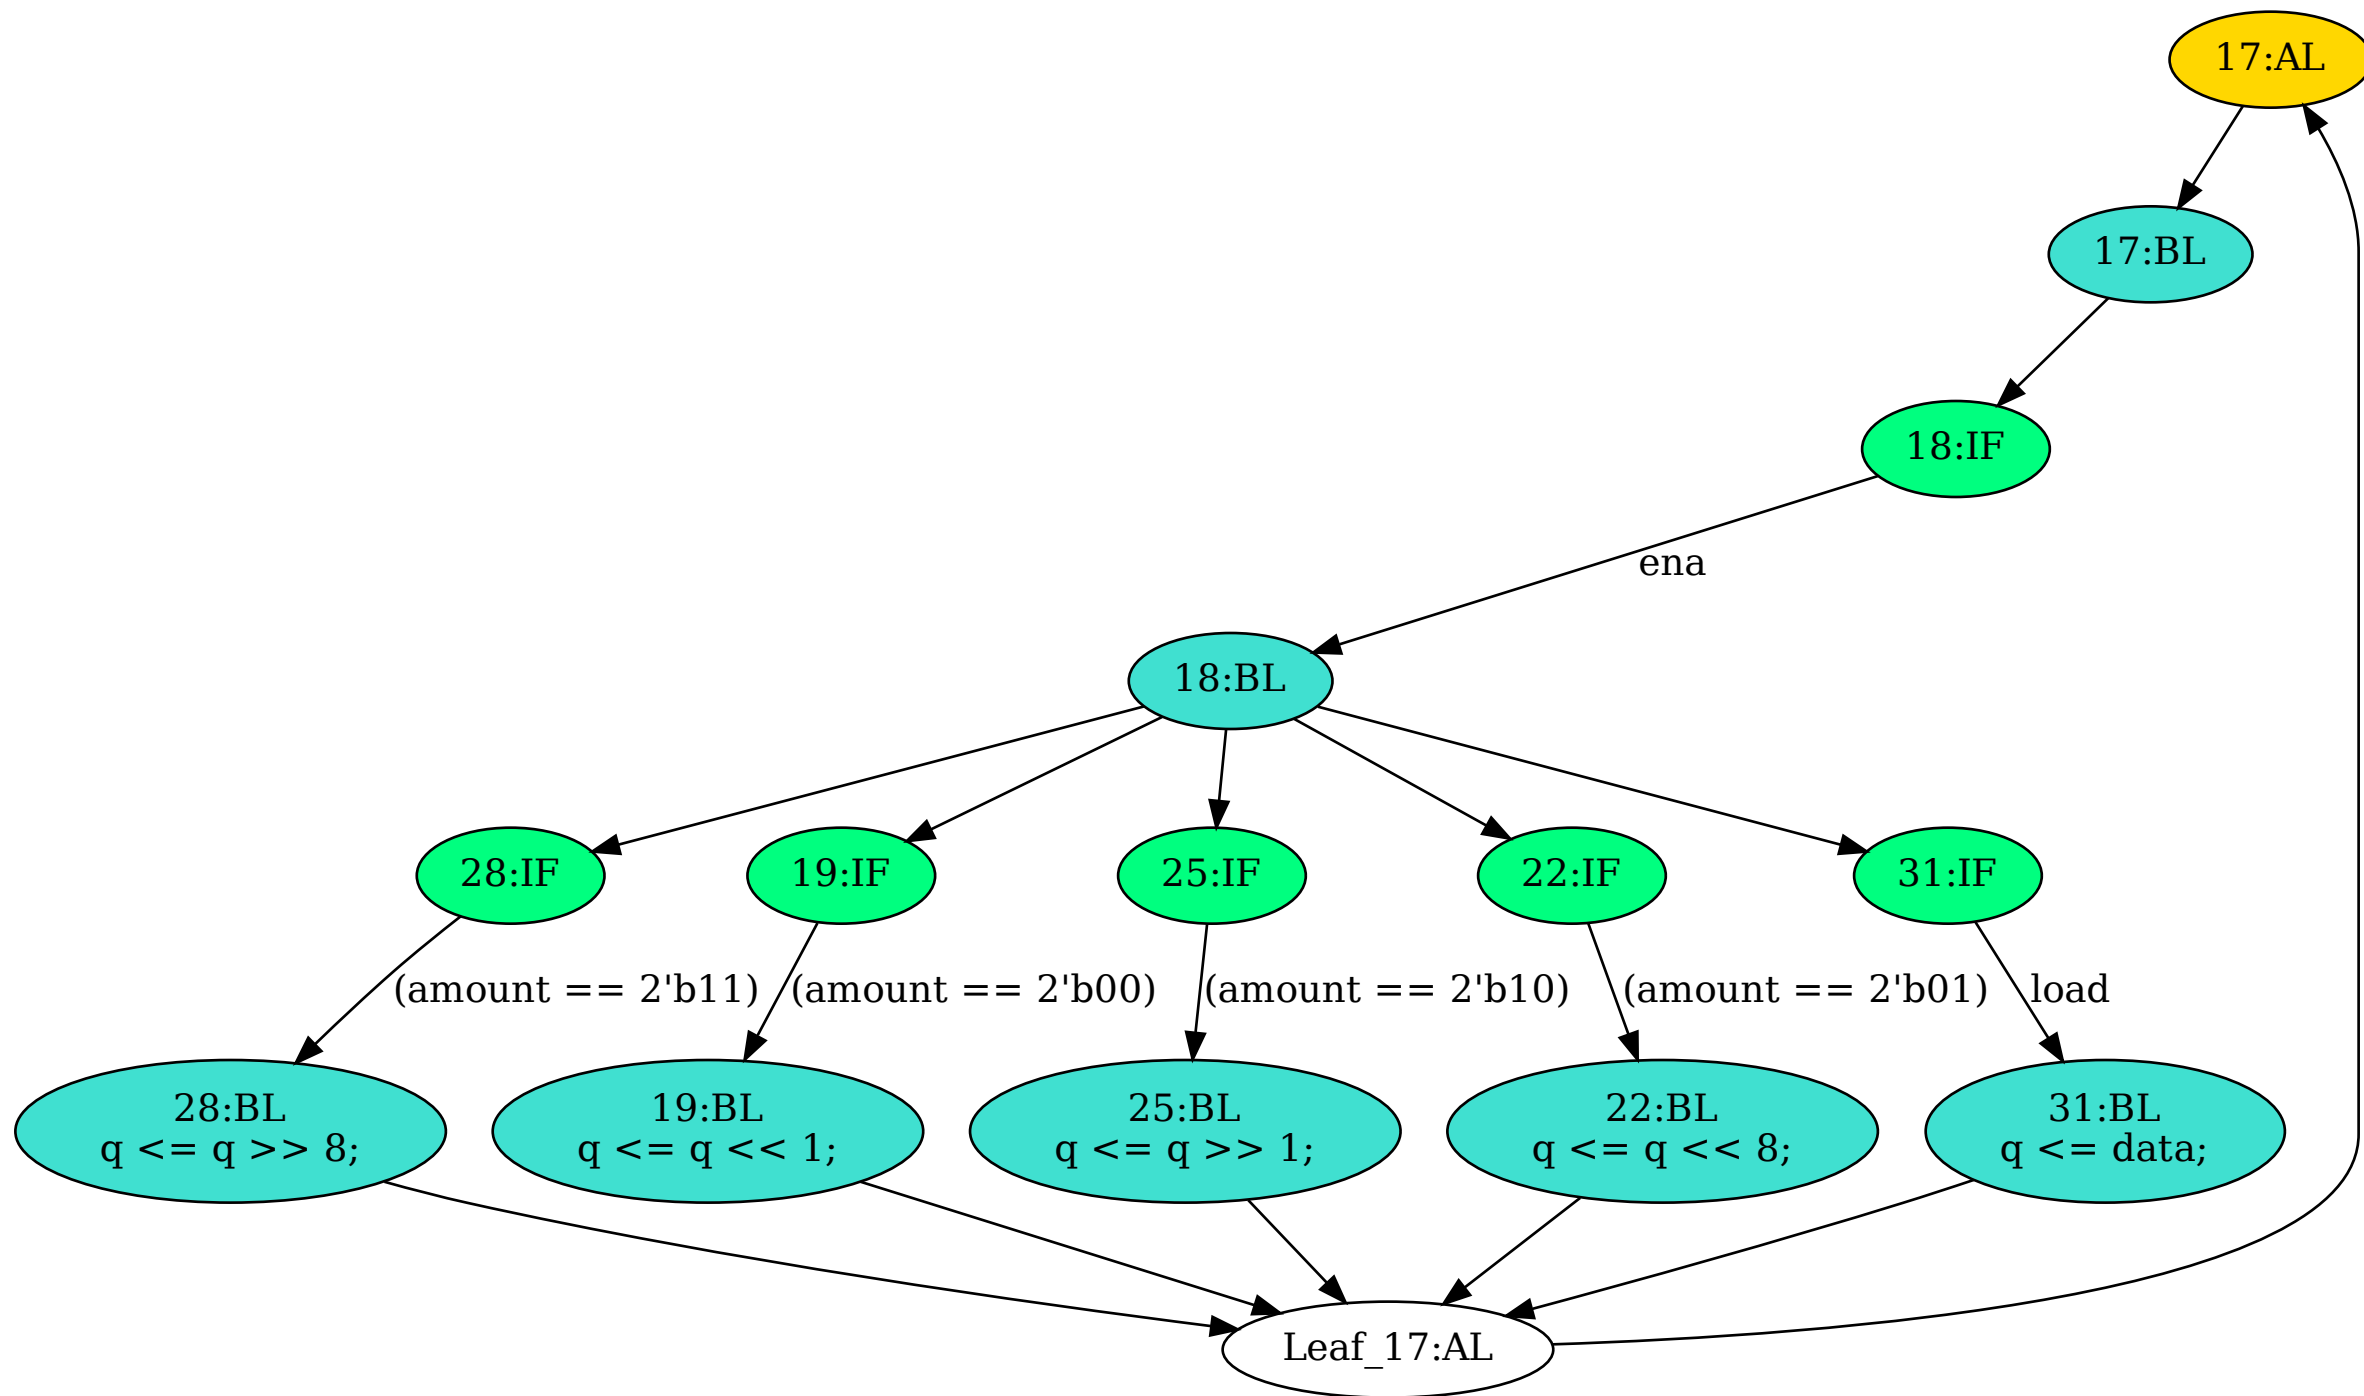 17:AL
17:BL
18:IF
ena
18:BL
28:IF
19:IF
25:IF
22:IF
31:IF
(amount == 2'b11)
(amount == 2'b00)
(amount == 2'b10)
(amount == 2'b01)
load
28:BL
q <= q >> 8;
19:BL
q <= q << 1;
25:BL
q <= q >> 1;
22:BL
q <= q << 8;
31:BL
q <= data;
Leaf_17:AL